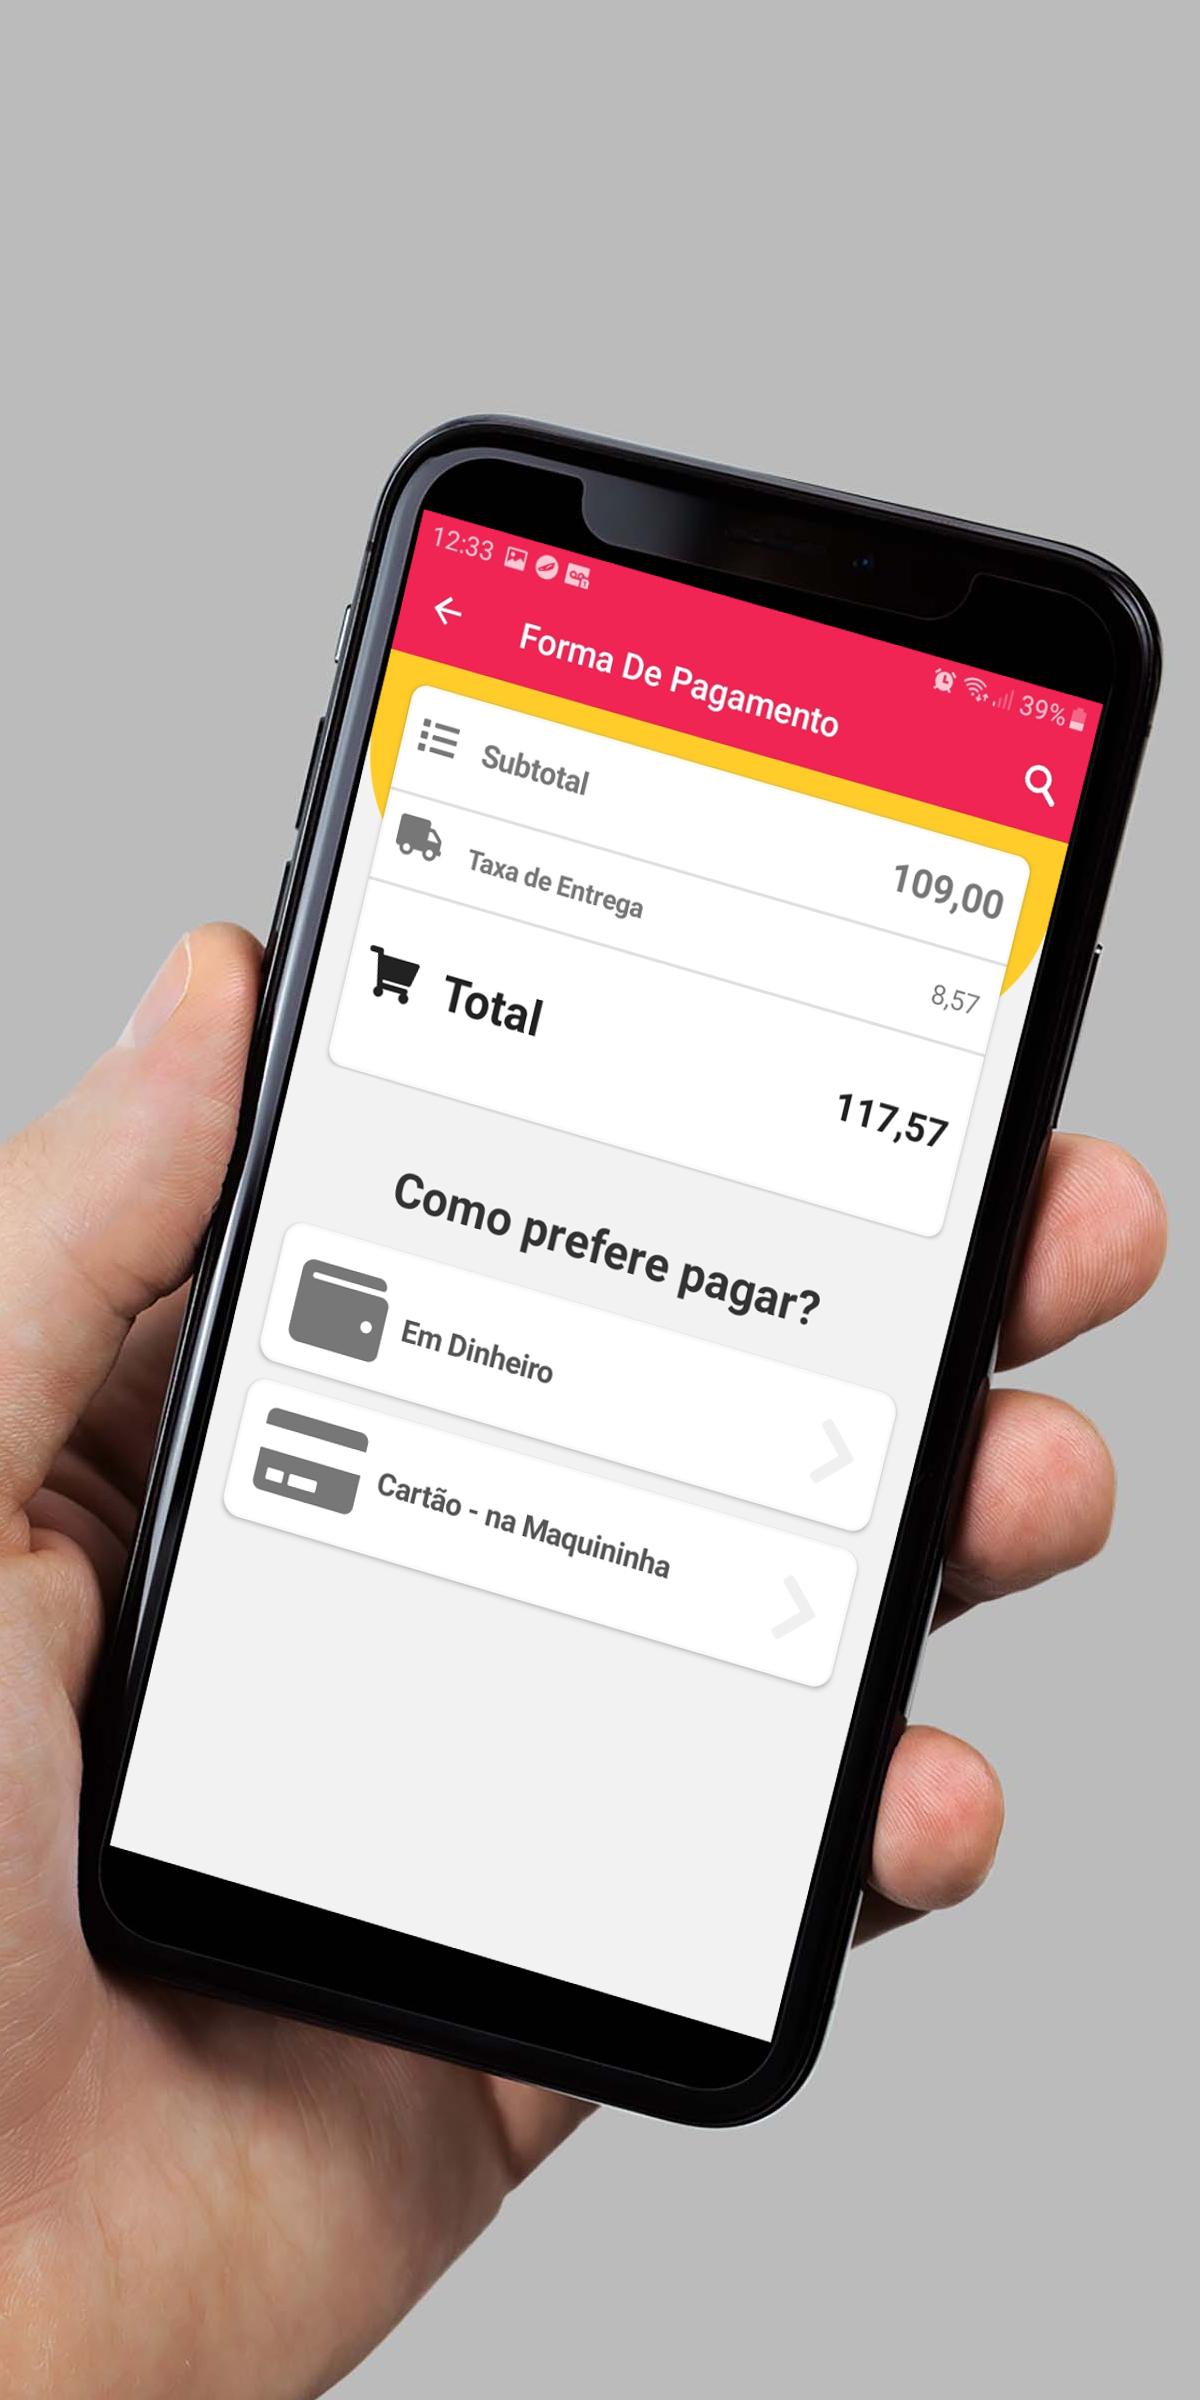 12:33
39%
Forma De Pagamento
Subtotal
109,00
Taxa de Entrega
8,57
Total
117,57
Como prefere pagar?
Em Dinheiro
Cartão - na Maquininha